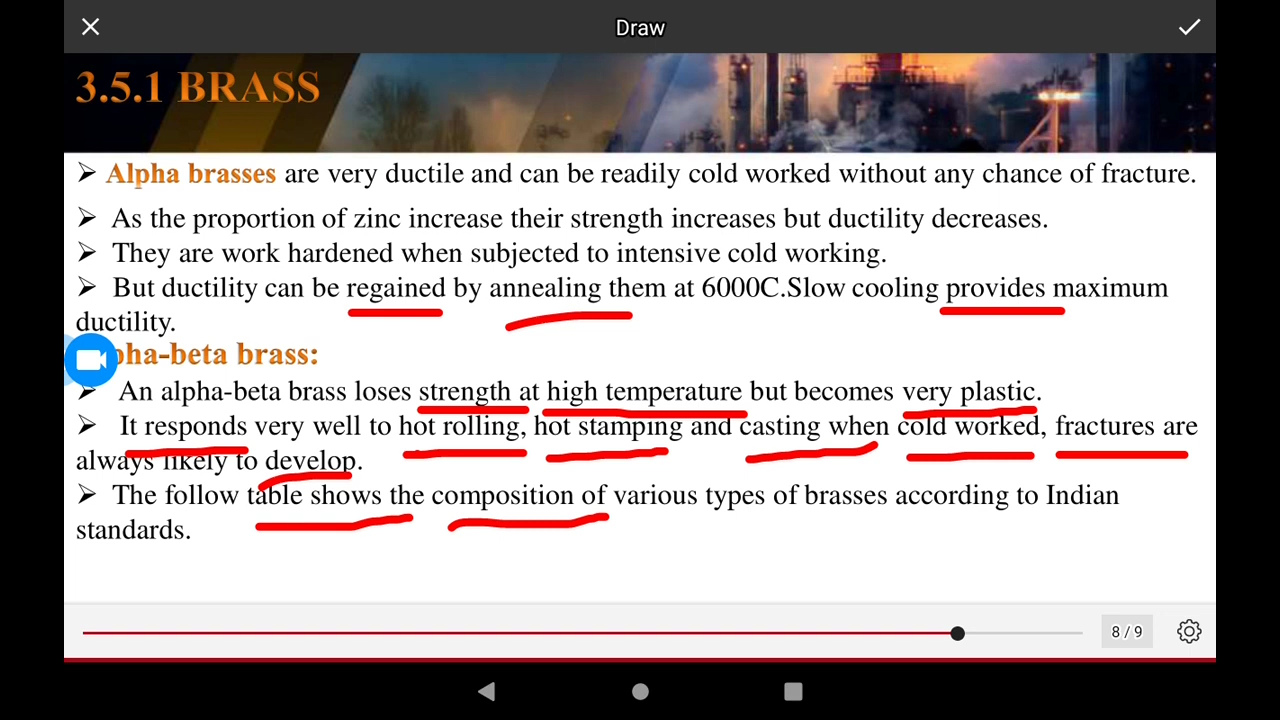 Draw
3.5.1 BRASS
➢ Alpha brasses are very ductile and can be readily cold worked without any chance of fracture.
➢ As the proportion of zinc increase their strength increases but ductility decreases.
➢ They are work hardened when subjected to intensive cold working.
➢ But ductility can be regained by annealing them at 6000C.Slow cooling provides maximum
ductility.
pha-beta brass:
➢ An alpha-beta brass loses strength at high temperature but becomes very plastic.
➢ It responds very well to hot rolling, hot stamping and casting when cold worked, fractures are
always likely to develop.
➢ The follow table shows the composition of various types of brasses according to Indian
standards.
8 / 9